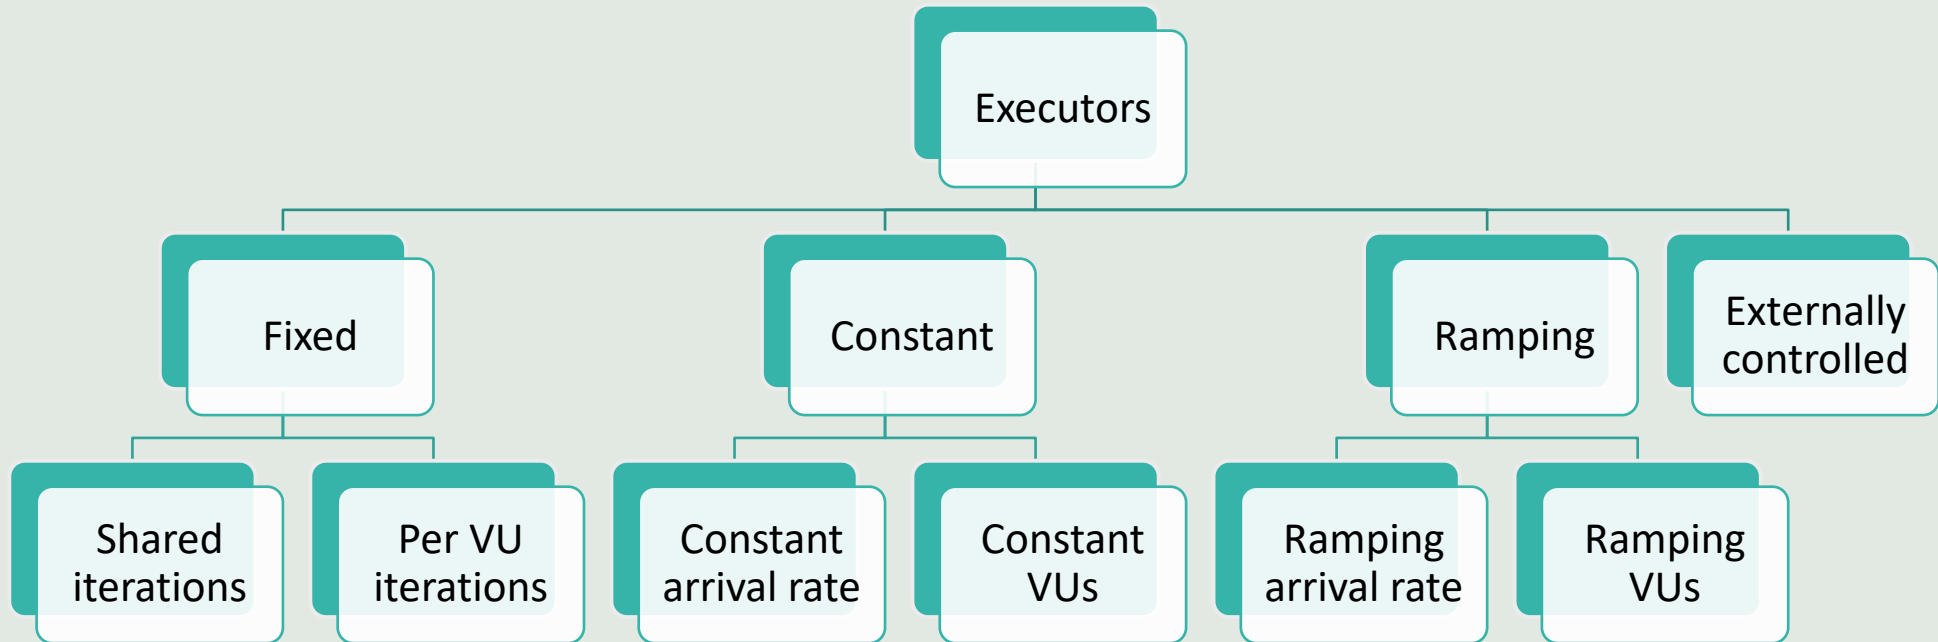 Executors
Fixed
Constant
Ramping
Externally
controlled
Shared
iterations
Per VU
iterations
Constant
arrival rate
Constant
VUs
Ramping
arrival rate
Ramping
VUs